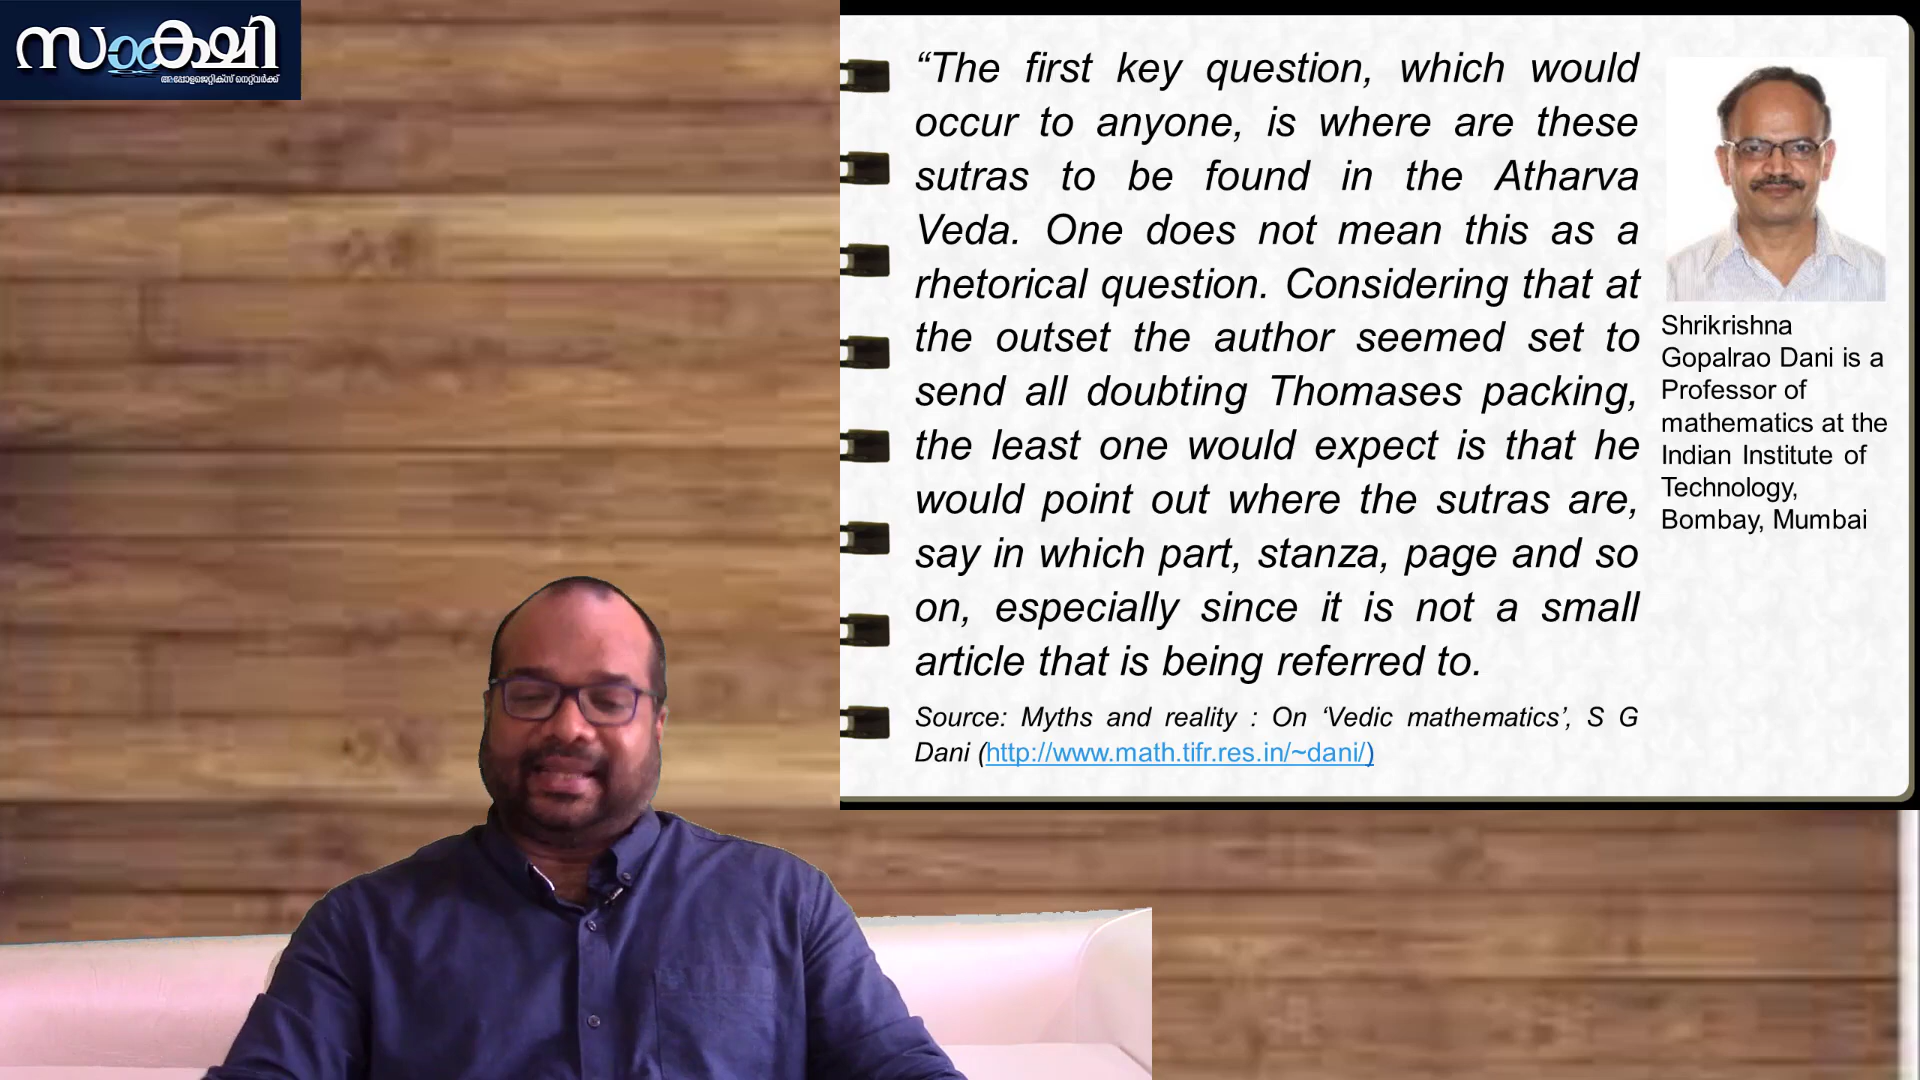 സാക്ഷി
അപ്പോളജെറ്റിക്സ് നെറ്റ്‌വർക്ക്
“The first key question, which would
occur to anyone, is where are these
sutras to be found in the Atharva
Veda. One does not mean this as a
rhetorical question. Considering that at
the outset the author seemed set to
send all doubting Thomases packing,
the least one would expect is that he
would point out where the sutras are,
say in which part, stanza, page and so
on, especially since it is not a small
article that is being referred to.
Source: Myths and reality : On ‘Vedic mathematics’, S G
Dani (http://www.math.tifr.res.in/~dani/)
Shrikrishna
Gopalrao Dani is a
Professor of
mathematics at the
Indian Institute of
Technology,
Bombay, Mumbai